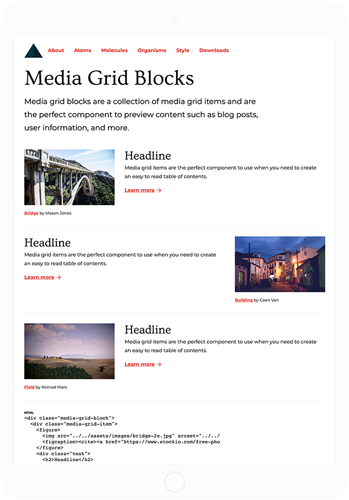 About Atoms Molecules Organisms Style Downloads
Media Grid Blocks
Media grid blocks are a collection of media grid items and are
the perfect component to preview content such as blog posts,
user information, and more.
Headline
Media grid items are the perfect component to use when you need to create
an easy to read table of contents.
Learn more →
Bridge by Mason Jones
Headline
Media grid items are the perfect component to use when you need to create
an easy to read table of contents.
Learn more →
Building by Coen Van
Headline
Media grid items are the perfect component to use when you need to create
an easy to read table of contents.
Learn more →
Field by Konrad Marx
HTML
<div class="media-grid-block">
<div class="media-grid-item">
<figure>
<img src="../../assets/images/bridge-2x.jpg" srcset="../../
<figcaption><cite><a href="https://www.stockio.com/free-pho
</figure>
<div class="text">
<h2>Headline</h2>